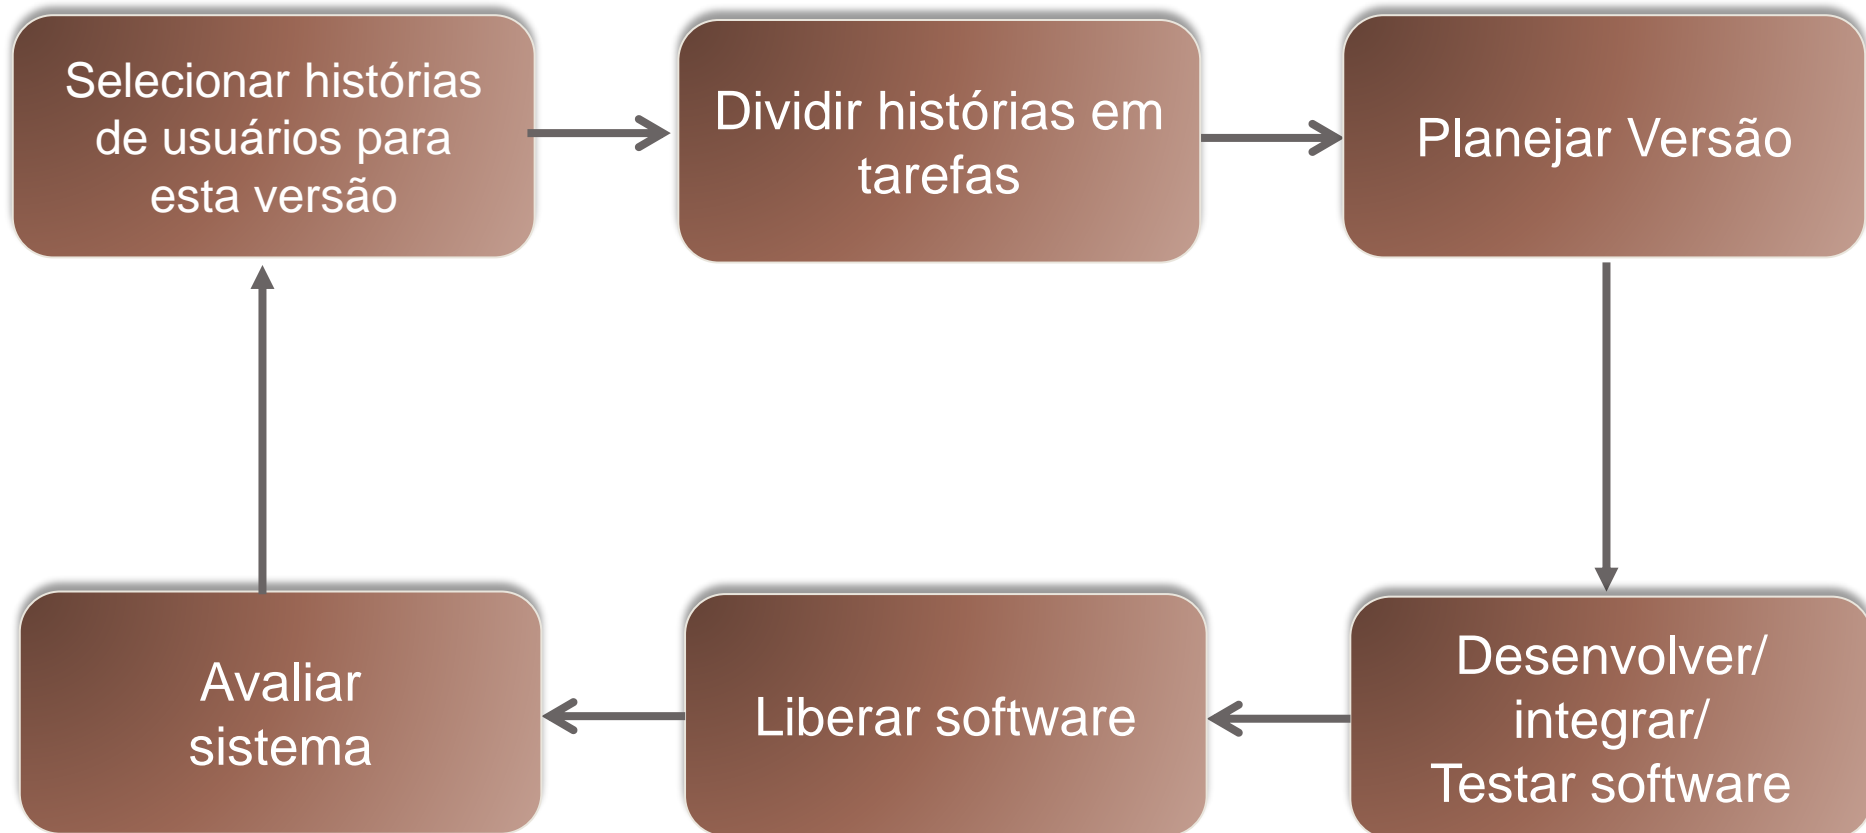 Selecionar histórias
de usuários para
esta versão
Dividir histórias em
tarefas
Planejar Versão
Desenvolver/
integrar/
Testar software
Liberar software
Avaliar
sistema